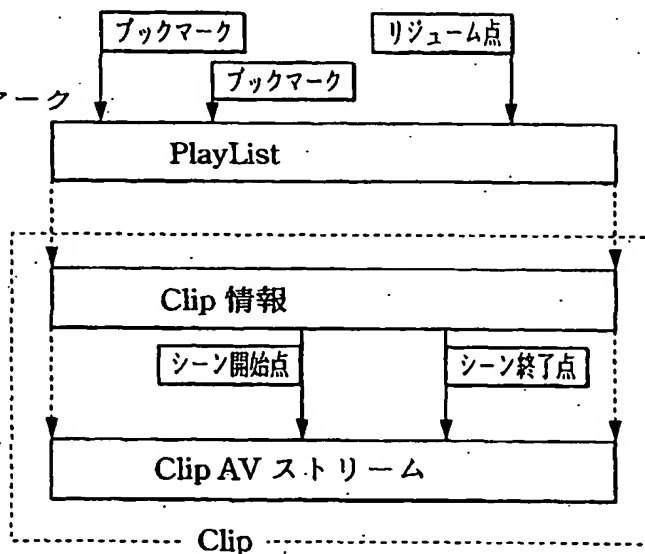 ブックマーク
リジューム点
ブックマーク
マーク
PlayList
Clip 情報
シーン開始点
シーン終了点
Clip AV ストリーム
Clip